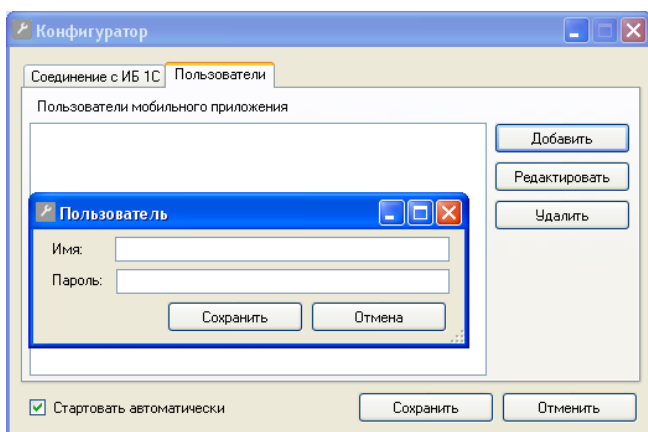 Конфигуратор
Соединение с ИБ 1С Пользователи
Пользователи мобильного приложения
Добавить
Редактировать
Удалить
Пользователь
Имя:
Пароль:
Сохранить Отмена
Стартовать автоматически Сохранить Отменить